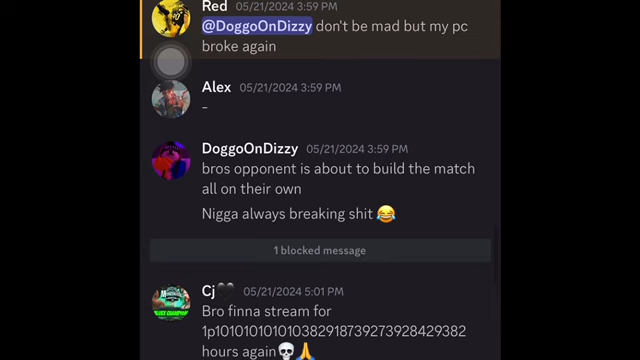 Red 05/21/2024 3:59 PM
@DoggoOnDizzy don't be mad but my pc
broke again
Alex 05/21/2024 3:59 PM
-
DoggoOnDizzy 05/21/2024 3:59 PM
bros opponent is about to build the match
all on their own
Nigga always breaking shit 😂
1 blocked message
Cj🖤 05/21/2024 5:01 PM
Bro finna stream for
1p10101010101038291873927392842​9382
hours again💀🙏